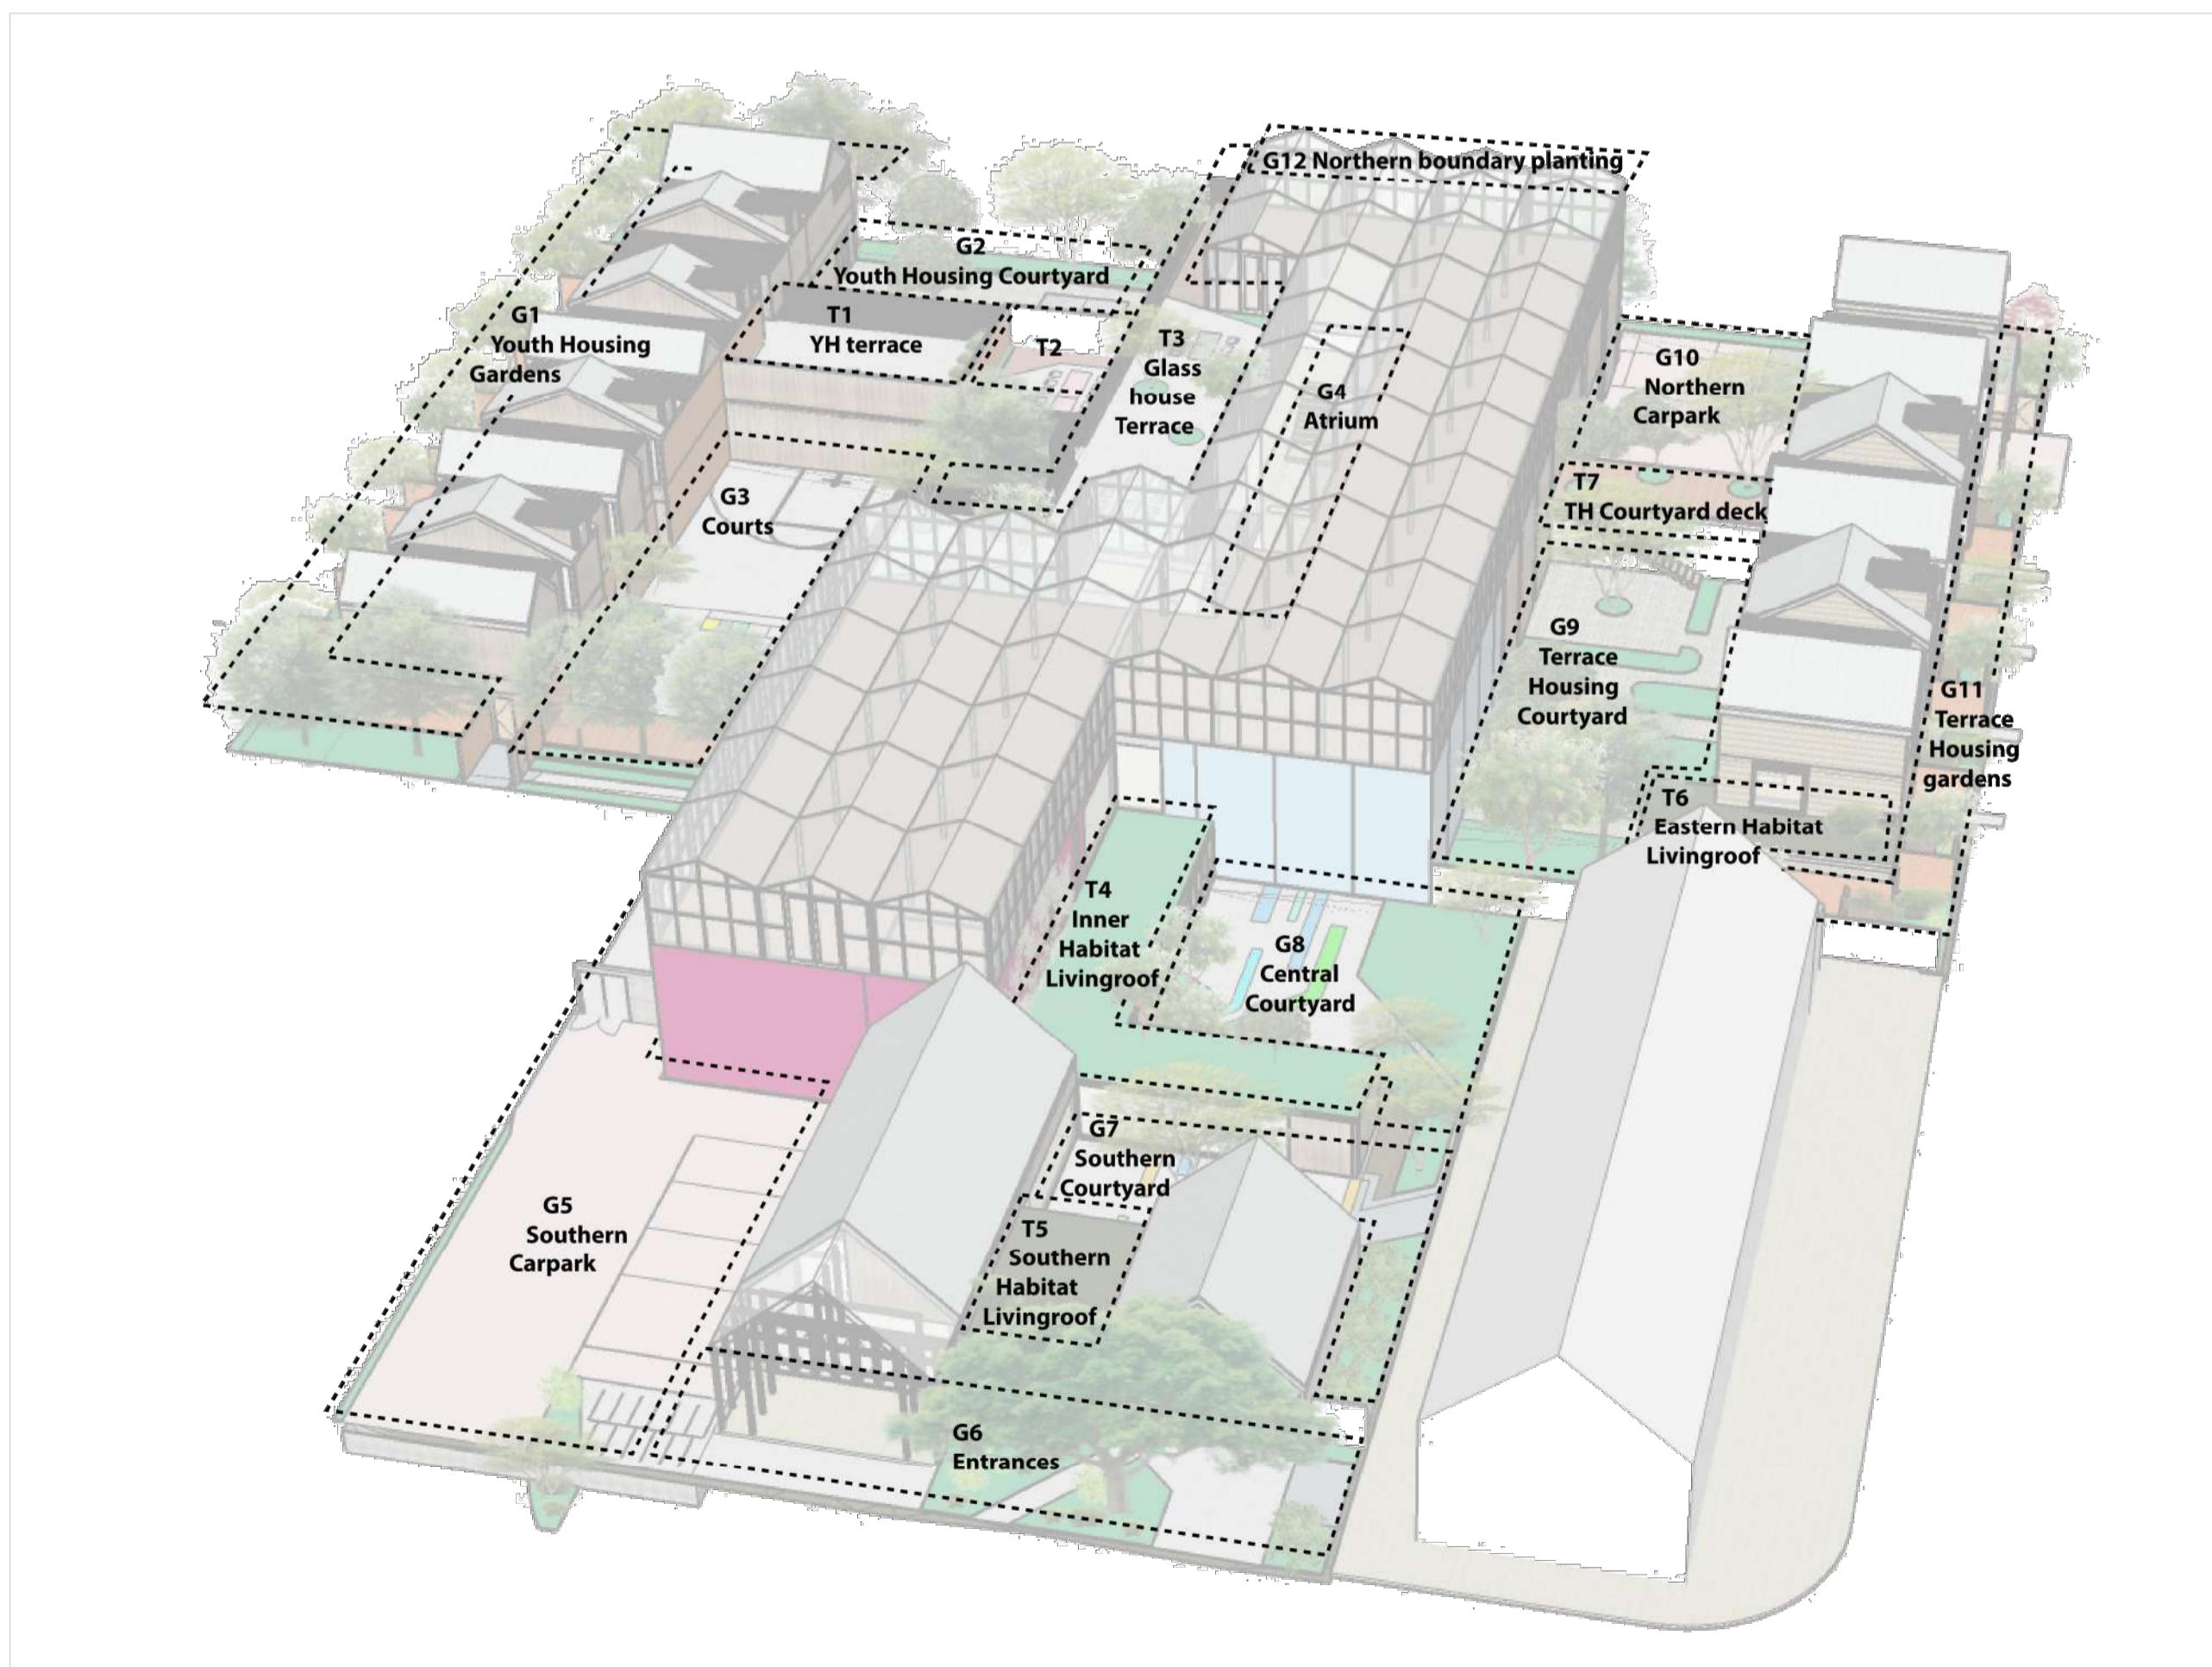 G12 Northern boundary planting
G2
Youth Housing Courtyard
G1
Youth Housing
Gardens
T1
YH terrace
T2
T3
Glass
house
Terrace
G4
Atrium
G10
Northern
Carpark
G3
Courts
T7
TH Courtyard deck
G9
Terrace
Housing
Courtyard
G11
Terrace
Housing
gardens
T6
Eastern Habitat
Livingroof
T4
Inner
Habitat
Livingroof
G8
Central
Courtyard
G7
Southern
Courtyard
G5
Southern
Carpark
T5
Southern
Habitat
Livingroof
G6
Entrances